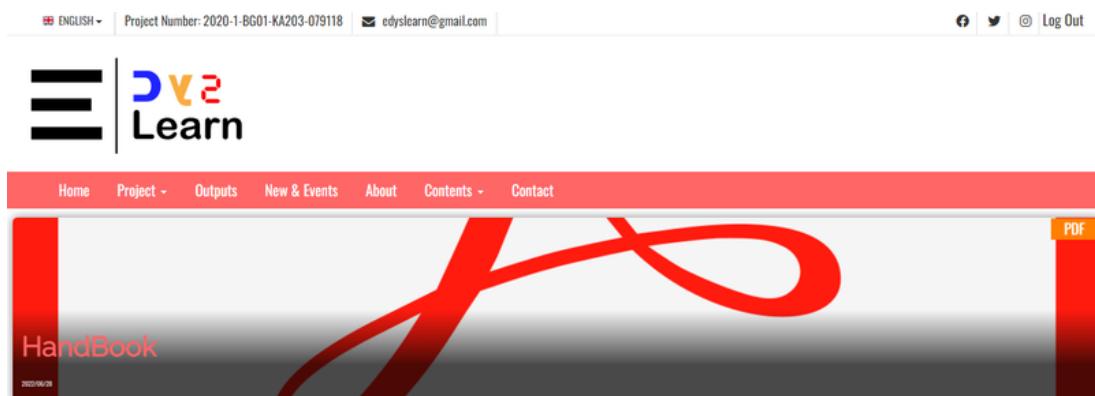 ENGLISH
Project Number: 2020-1-BG01-KA203-079118
edyslearn@gmail.com
Log Out
E DYS
Learn
Home Project Outputs New & Events About Contents Contact
PDF
HandBook
2022/06/28